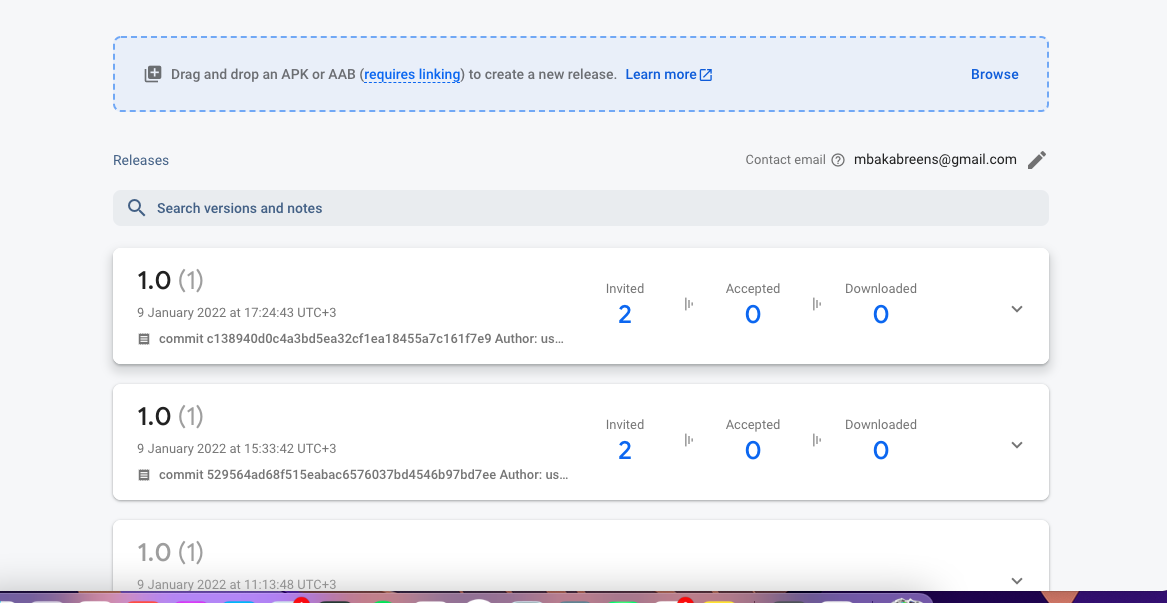 Drag and drop an APK or AAB (requires linking) to create a new release. Learn more
Browse
Releases
Contact email
mbakabreens@gmail.com
Search versions and notes
1.0 (1)
9 January 2022 at 17:24:43 UTC+3
commit c138940d0c4a3bd5ea32cf1ea18455a7c161f7e9 Author: us...
Invited
2
Accepted
0
Downloaded
0
1.0 (1)
9 January 2022 at 15:33:42 UTC+3
commit 529564ad68f515eabac6576037bd4546b97bd7ee Author: us...
Invited
2
Accepted
0
Downloaded
0
1.0 (1)
9 January 2022 at 11:13:48 UTC+3